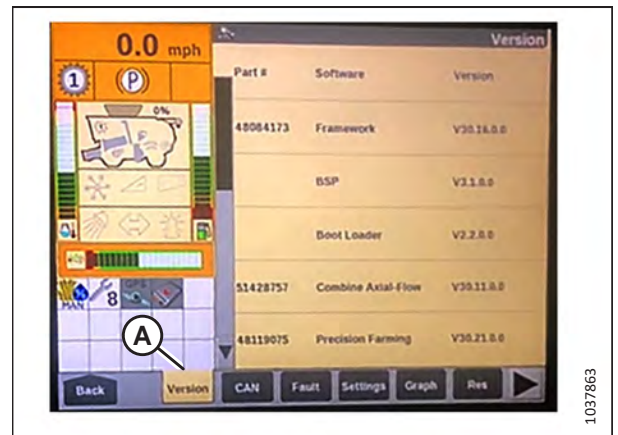 0.0 mph
Version
1
(P)
Part # Software Version
0%
48084173 Framework V30.16.0.0
BSP V3.1.0.0
Boot Loader V2.2.0.0
51428757 Combine Axial-Flow V30.11.0.0
MAN 8 GPS
48119075 Precision Farming V30.21.0.0
A
Back Version CAN Fault Settings Graph Res
1037863